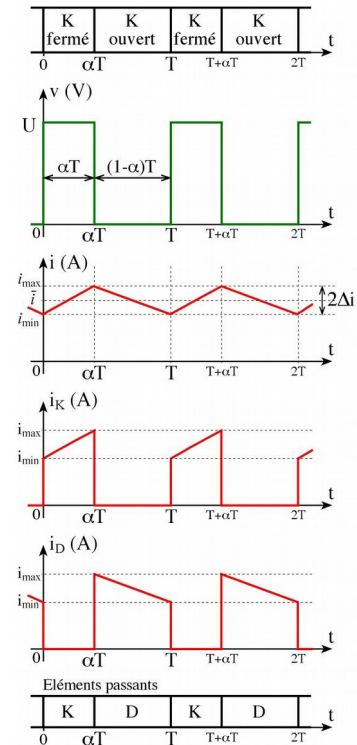 K fermé K ouvert K fermé K ouvert t
0 αT T T+αT 2T
v (V)
U
αT (1-α)T
t
0 αT T T+αT 2T
i (A)
imax
i̅
imin
2Δi
t
0 αT T T+αT 2T
iK (A)
imax
imin
t
0 αT T T+αT 2T
iD (A)
imax
imin
t
0 αT T T+αT 2T
Eléments passants
K D K D t
0 αT T T+αT 2T